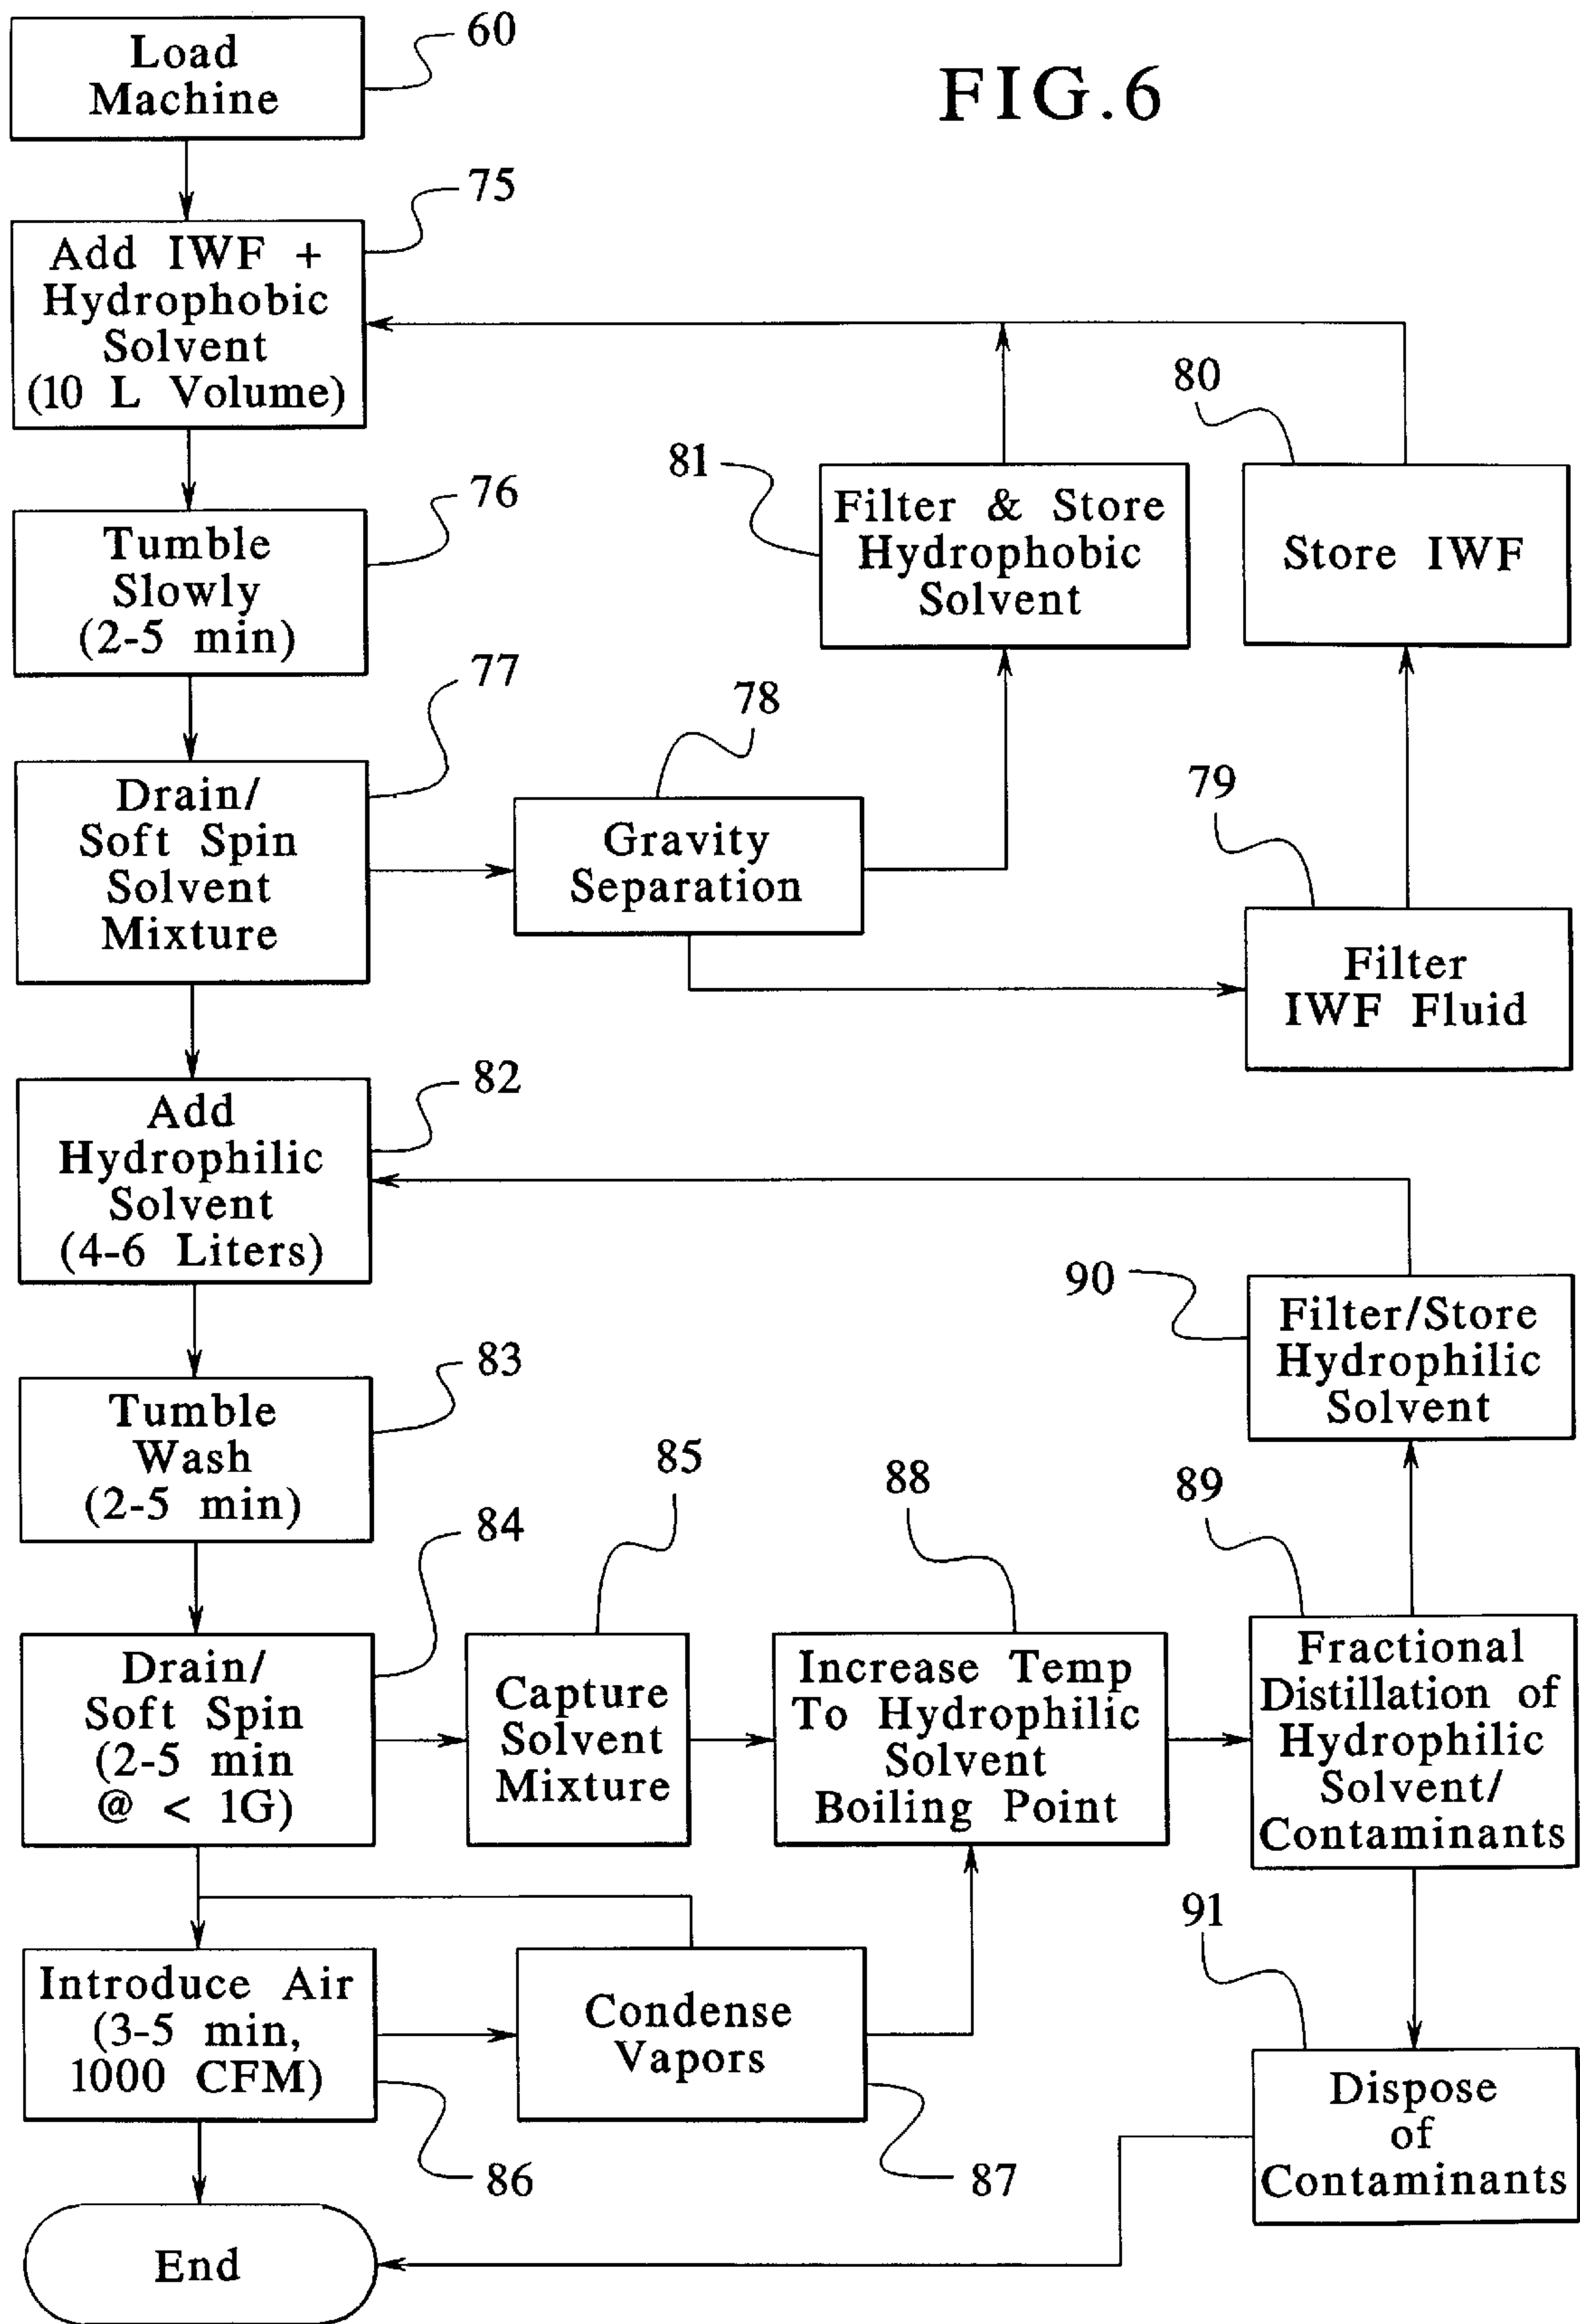 FIG.6
60
Load
Machine
75
Add IWF +
Hydrophobic
Solvent
(10 L Volume)
76
Tumble
Slowly
(2-5 min)
77
Drain/
Soft Spin
Solvent
Mixture
78
Gravity
Separation
81
Filter & Store
Hydrophobic
Solvent
80
Store IWF
79
Filter
IWF Fluid
82
Add
Hydrophilic
Solvent
(4-6 Liters)
83
Tumble
Wash
(2-5 min)
84
Drain/
Soft Spin
(2-5 min
@ < 1G)
85
Capture
Solvent
Mixture
88
Increase Temp
To Hydrophilic
Solvent
Boiling Point
89
Fractional
Distillation of
Hydrophilic
Solvent/
Contaminants
90
Filter/Store
Hydrophilic
Solvent
Introduce Air
(3-5 min,
1000 CFM)
86
Condense
Vapors
87
91
Dispose
of
Contaminants
End